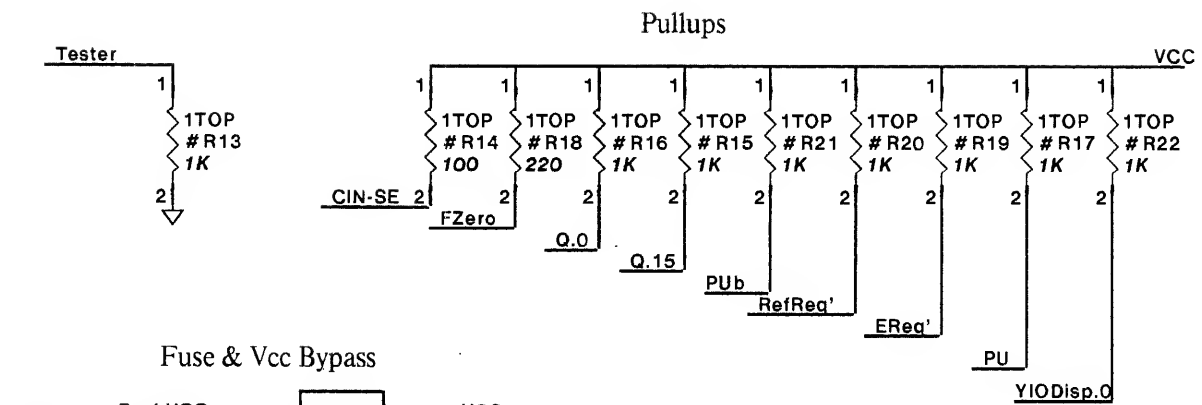 Pullups
Tester
VCC
1 1 1 1 1 1 1 1 1 1
1TOP 1TOP 1TOP 1TOP 1TOP 1TOP 1TOP 1TOP 1TOP 1TOP
#R13 #R14 #R18 #R16 #R15 #R21 #R20 #R19 #R17 #R22
1K 100 220 1K 1K 1K 1K 1K 1K 1K
2 CIN-SE 2 2 2 2 2 2 2 2 2
FZero
Q.0
Q.15
PUb
RefReq'
EReq'
Fuse & Vcc Bypass
PU
YIODisp.0